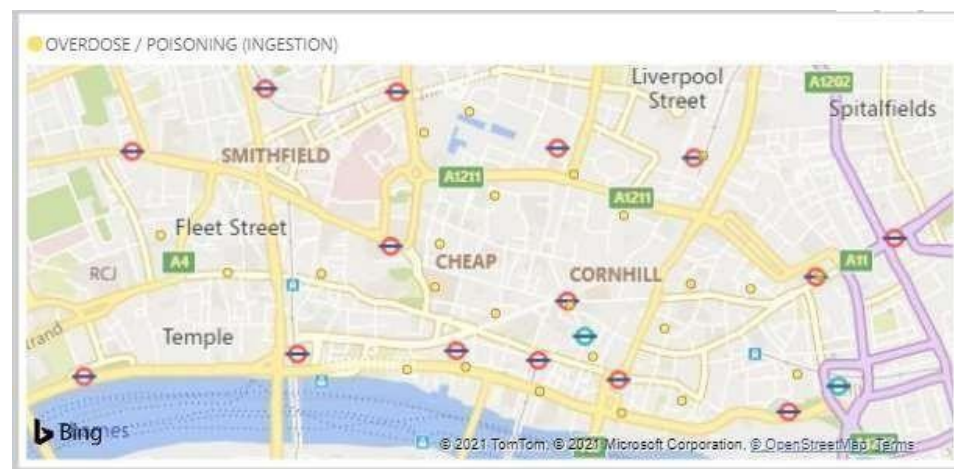 OVERDOSE / POISONING (INGESTION)
Liverpool
Street
A1202
Spitalfields
SMITHFIELD
A1211
A1211
Fleet Street
A4
RCJ
CHEAP
CORNHILL
A11
Temple
Bing
© 2021 TomTom, © 2021 Microsoft Corporation, © OpenStreetMap Terms